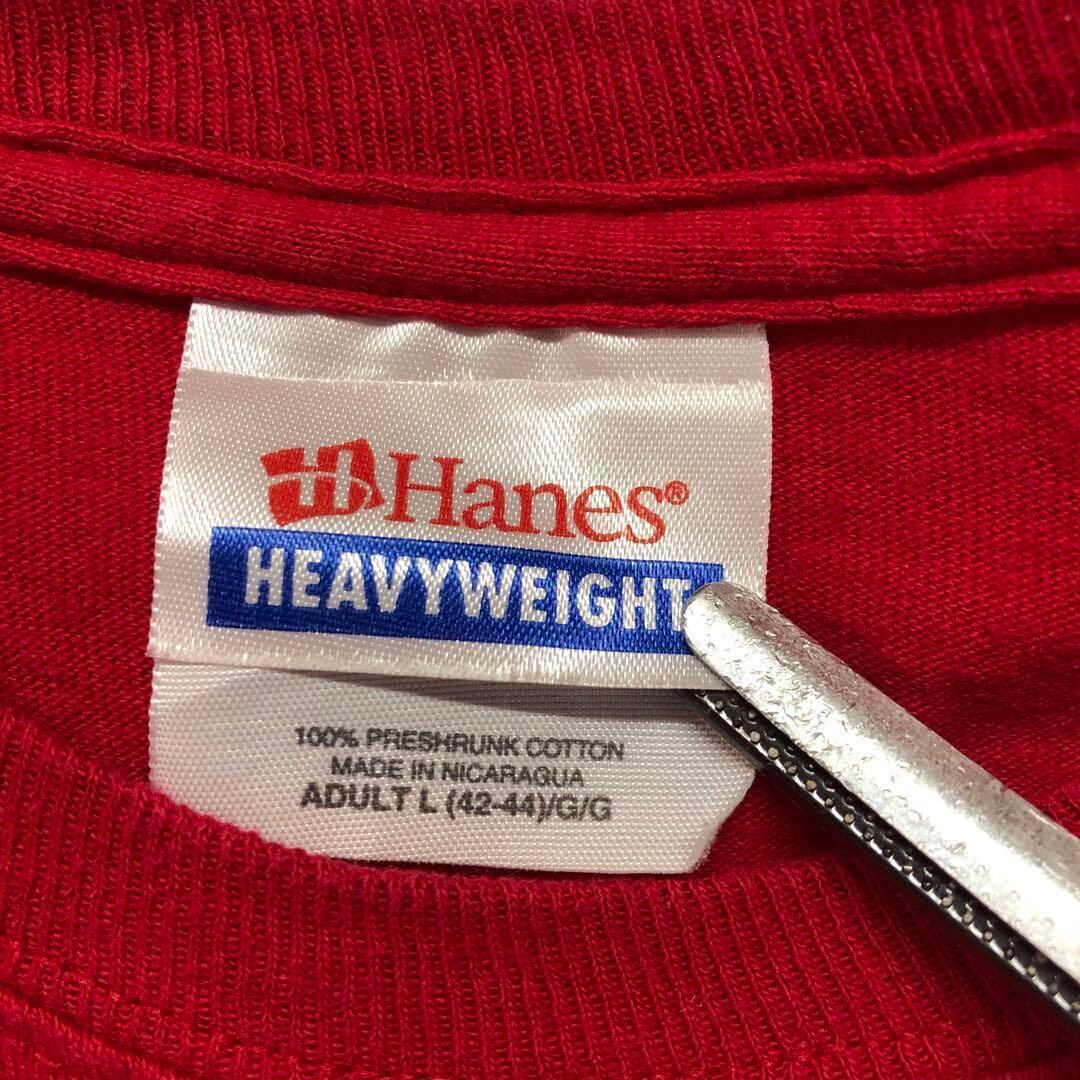 H Hanes®
HEAVYWEIGHT
100% PRESHRUNK COTTON
MADE IN NICARAGUA
ADULT L (42-44)/G/G